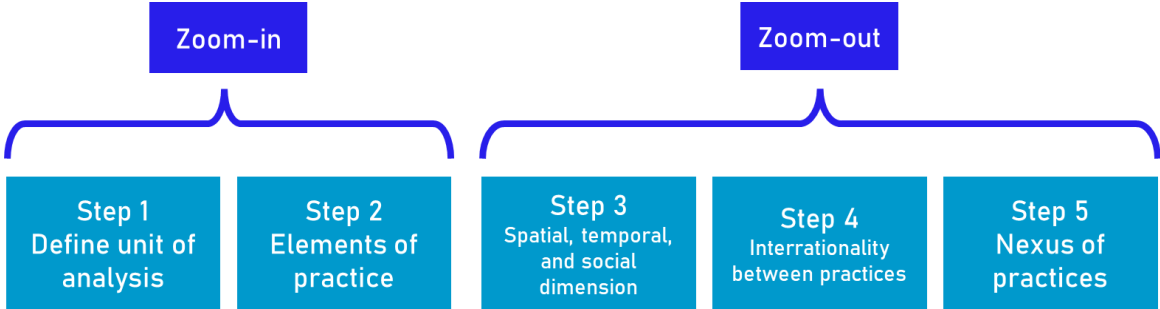 Zoom-in
Zoom-out
Step 1
Define unit of
analysis
Step 2
Elements of
practice
Step 3
Spatial, temporal,
and social
dimension
Step 4
Interrationality
between practices
Step 5
Nexus of
practices